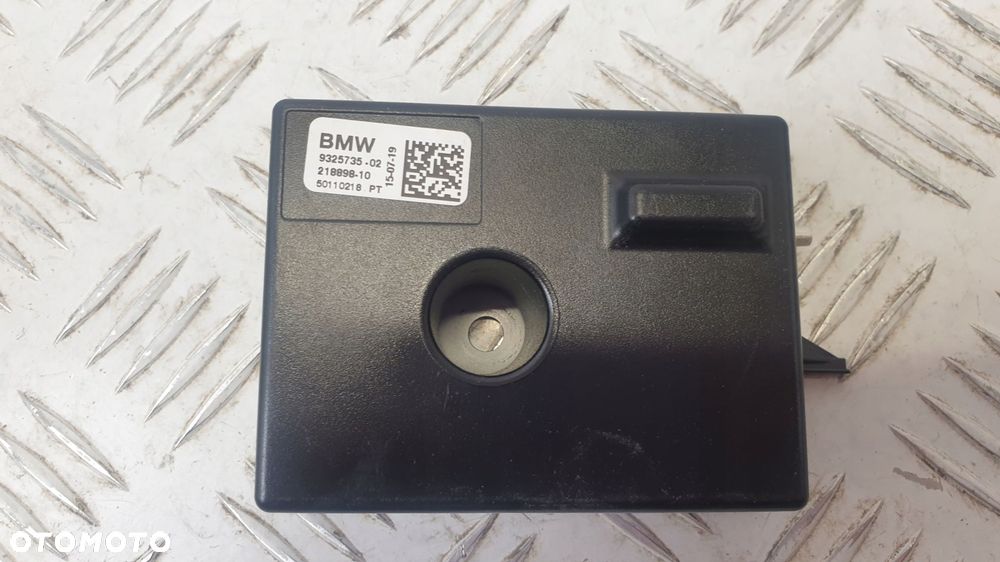 BMW
9325735-02
218898-10
50110218 PT
15-07-19
OTOMOTO